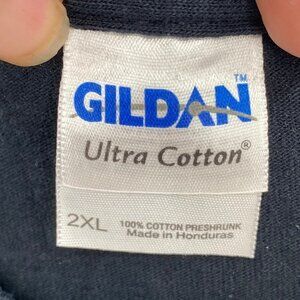 GILDAN™
Ultra Cotton®
2XL 100% COTTON PRESHRUNK
Made in Honduras